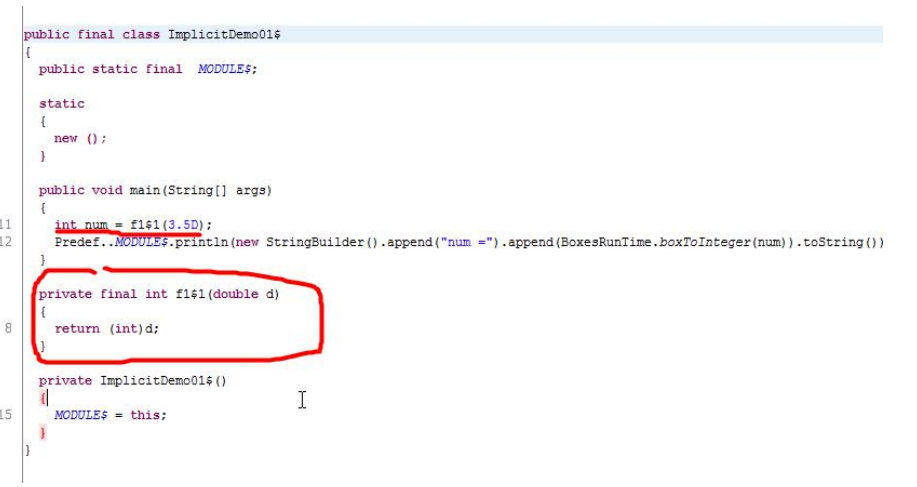 public final class ImplicitDemo01$
{
public static final  MODULE$;
static
{
new ();
}
public void main(String[] args)
{
11 int num = f1$1(3.5D);
12 Predef..MODULE$.println(new StringBuilder().append("num =").append(BoxesRunTime.boxToInteger(num)).toString())
}
private final int f1$1(double d)
{
8 return (int)d;
}
private ImplicitDemo01$()
{
15 MODULE$ = this;
}
}